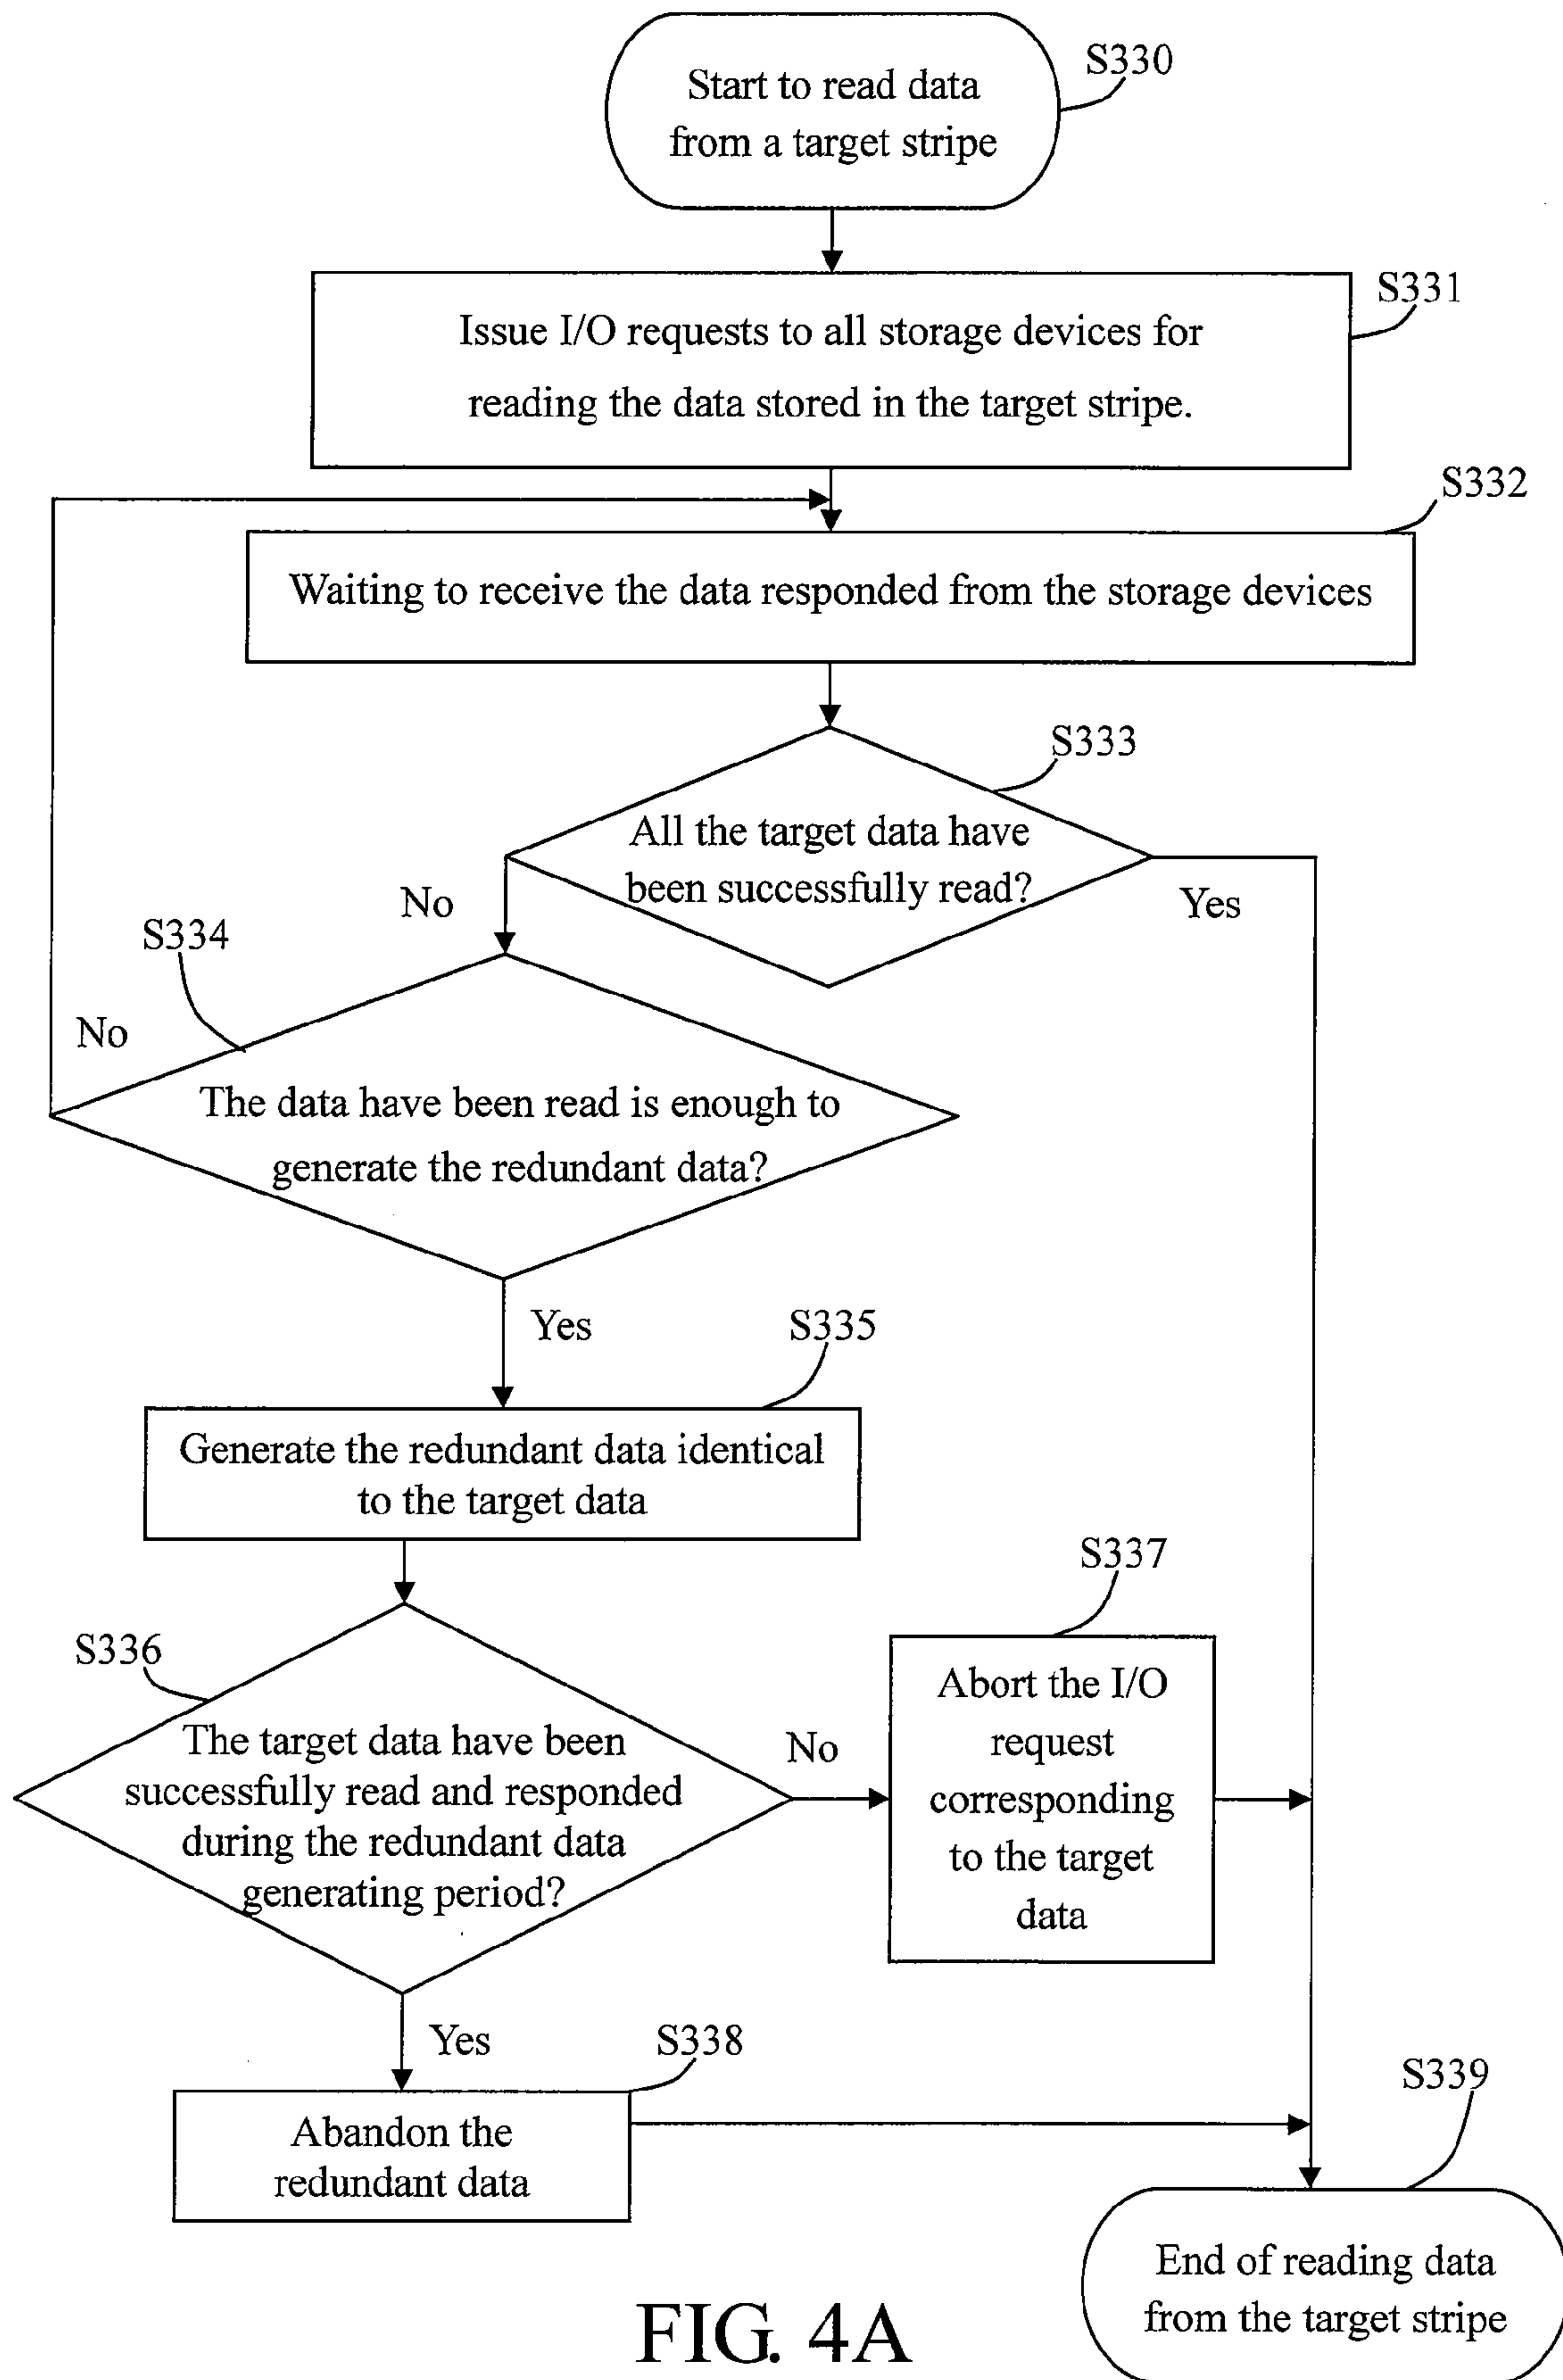 S330
Start to read data
from a target stripe
S331
Issue I/O requests to all storage devices for
reading the data stored in the target stripe.
S332
Waiting to receive the data responded from the storage devices
S333
All the target data have
been successfully read?
No
Yes
S334
No
The data have been read is enough to
generate the redundant data?
Yes
S335
Generate the redundant data identical
to the target data
S336
The target data have been
successfully read and responded
during the redundant data
generating period?
No
S337
Abort the I/O
request
corresponding
to the target
data
Yes
S338
Abandon the
redundant data
S339
End of reading data
from the target stripe
FIG. 4A